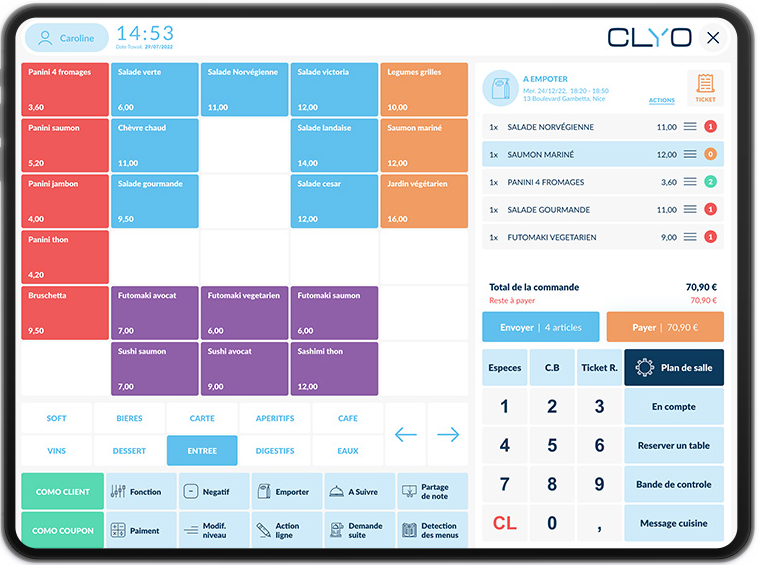 Caroline
14:53
Date Travail 29/07/2022
CLYO
Panini 4 fromages
3,60
Salade verte
6,00
Salade Norvégienne
11,00
Salade victoria
12,00
Legumes grilles
10.00
Panini saumon
5,20
Chèvre chaud
11,00
Salade landaise
14,00
Saumon mariné
12,00
Panini jambon
4,00
Salade gourmande
9,50
Salade cesar
12,00
Jardin végétarien
16,00
Panini thon
4,20
Bruschetta
9,50
Futomaki avocat
7,00
Futomaki vegetarien
6,00
Futomaki saumon
6,00
Sushi saumon
7,00
Sushi avocat
9,00
Sashimi thon
12,00
SOFT
BIERES
CARTE
APERITIFS
CAFE
VINS
DESSERT
ENTREE
DIGESTIFS
EAUX
COMO CLIENT
Fonction
Negatif
Emporter
A Suivre
Partage
de note
COMO COUPON
Paiment
Modif.
niveau
Action
ligne
Demande
suite
Detection
des menus
A EMPOTER
Mer. 24/12/22, 18:20 - 18:50
13 Boulevard Gambetta, Nice
ACTIONS
TICKET
1x SALADE NORVÉGIENNE 11,00 1
1x SAUMON MARINÉ 12,00 0
1x PANINI 4 FROMAGES 3,60 2
1x SALADE GOURMANDE 11,00 1
1x FUTOMAKI VEGETARIEN 9,00 1
Total de la commande 70,90 €
Reste à payer 70,90 €
Envoyer | 4 articles
Payer | 70,90 €
Especes
C.B
Ticket R.
Plan de salle
1 2 3
En compte
4 5 6
Reserver un table
7 8 9
Bande de controle
CL 0 ,
Message cuisine